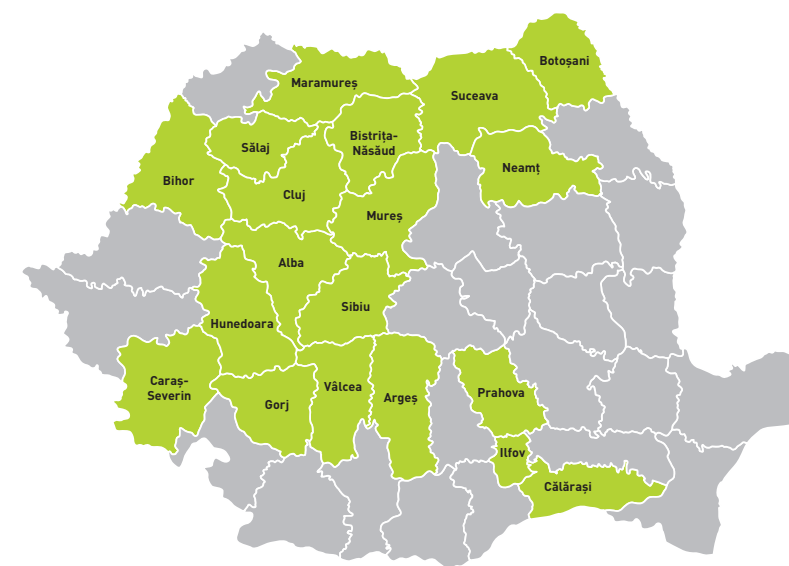 Botoșani
Maramureș
Suceava
Bistrița-
Năsăud
Sălaj
Neamț
Bihor
Cluj
Mureș
Alba
Sibiu
Hunedoara
Caraș-
Severin
Gorj
Vâlcea
Argeș
Prahova
Ilfov
Călărași